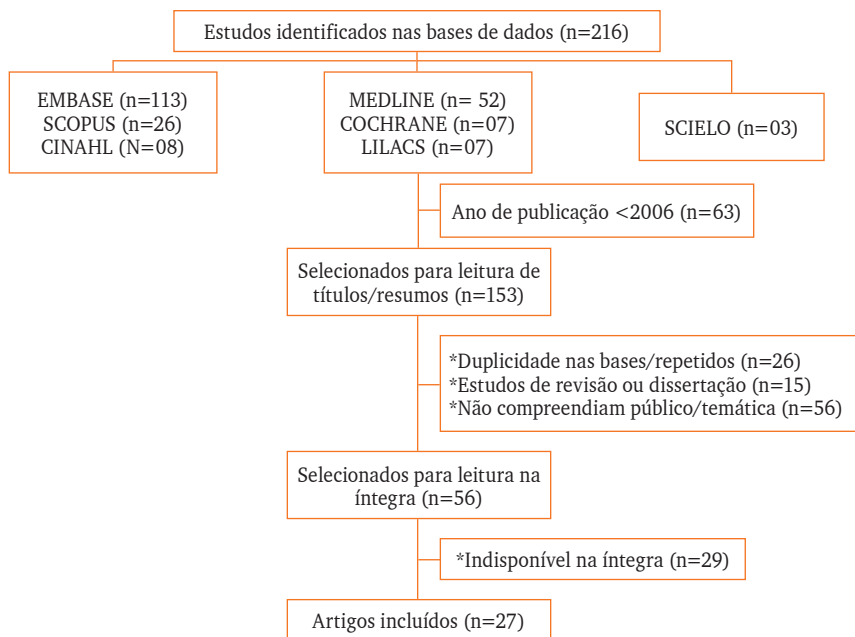 Estudos identificados nas bases de dados (n=216)
EMBASE (n=113)
SCOPUS (n=26)
CINAHL (N=08)
MEDLINE (n= 52)
COCHRANE (n=07)
LILACS (n=07)
SCIELO (n=03)
Ano de publicação <2006 (n=63)
Selecionados para leitura de
títulos/resumos (n=153)
*Duplicidade nas bases/repetidos (n=26)
*Estudos de revisão ou dissertação (n=15)
*Não compreendiam público/temática (n=56)
Selecionados para leitura na
íntegra (n=56)
*Indisponível na íntegra (n=29)
Artigos incluídos (n=27)